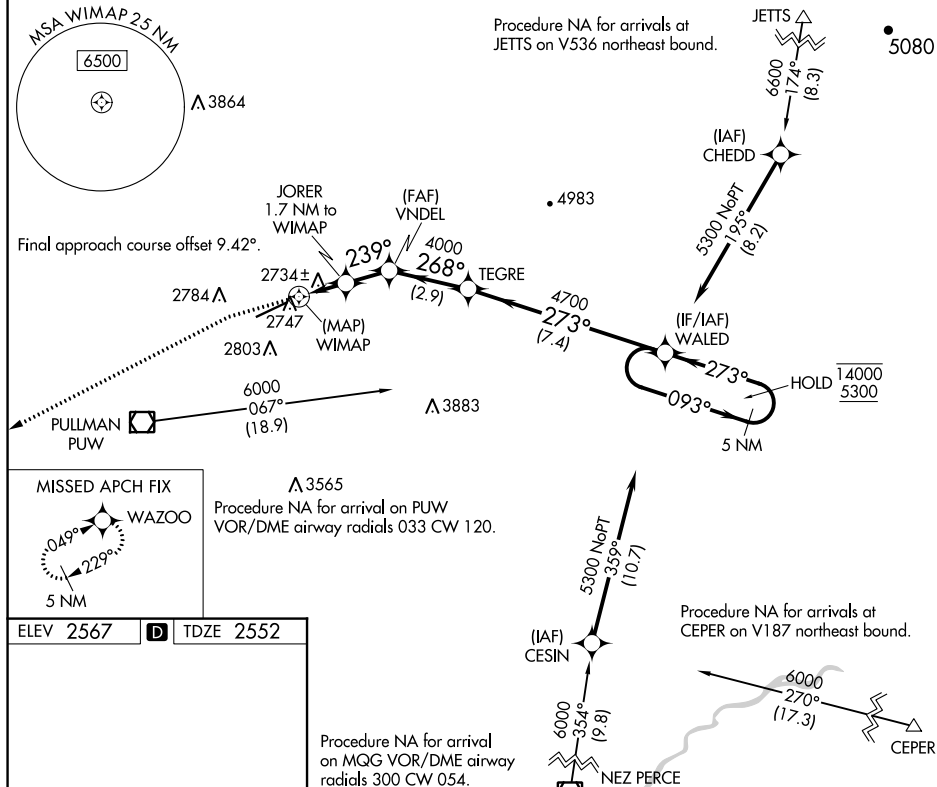 MSA WIMAP 25 NM
6500
3864
Procedure NA for arrivals at
JETTS on V536 northeast bound.
JETTS
5080
6600
174°
(8.3)
(IAF)
CHEDD
5300 NoPT
195°
(8.2)
4983
JORER
1.7 NM to
WIMAP
(FAF)
VNDEL
Final approach course offset 9.42°.
239°
4000
268°
(2.9)
TEGRE
2734±
2784
2747
(MAP)
WIMAP
2803
4700
273°
(7.4)
(IF/IAF)
WALED
273°
093°
HOLD
14000
5300
5 NM
6000
067°
(18.9)
PULLMAN
PUW
3883
MISSED APCH FIX
WAZOO
049°
229°
5 NM
3565
Procedure NA for arrival on PUW
VOR/DME airway radials 033 CW 120.
5300 NoPT
359°
(10.7)
(IAF)
CESIN
Procedure NA for arrivals at
CEPER on V187 northeast bound.
6000
270°
(17.3)
CEPER
ELEV 2567
D
TDZE 2552
6000
354°
(9.8)
Procedure NA for arrival
on MQG VOR/DME airway
radials 300 CW 054.
NEZ PERCE